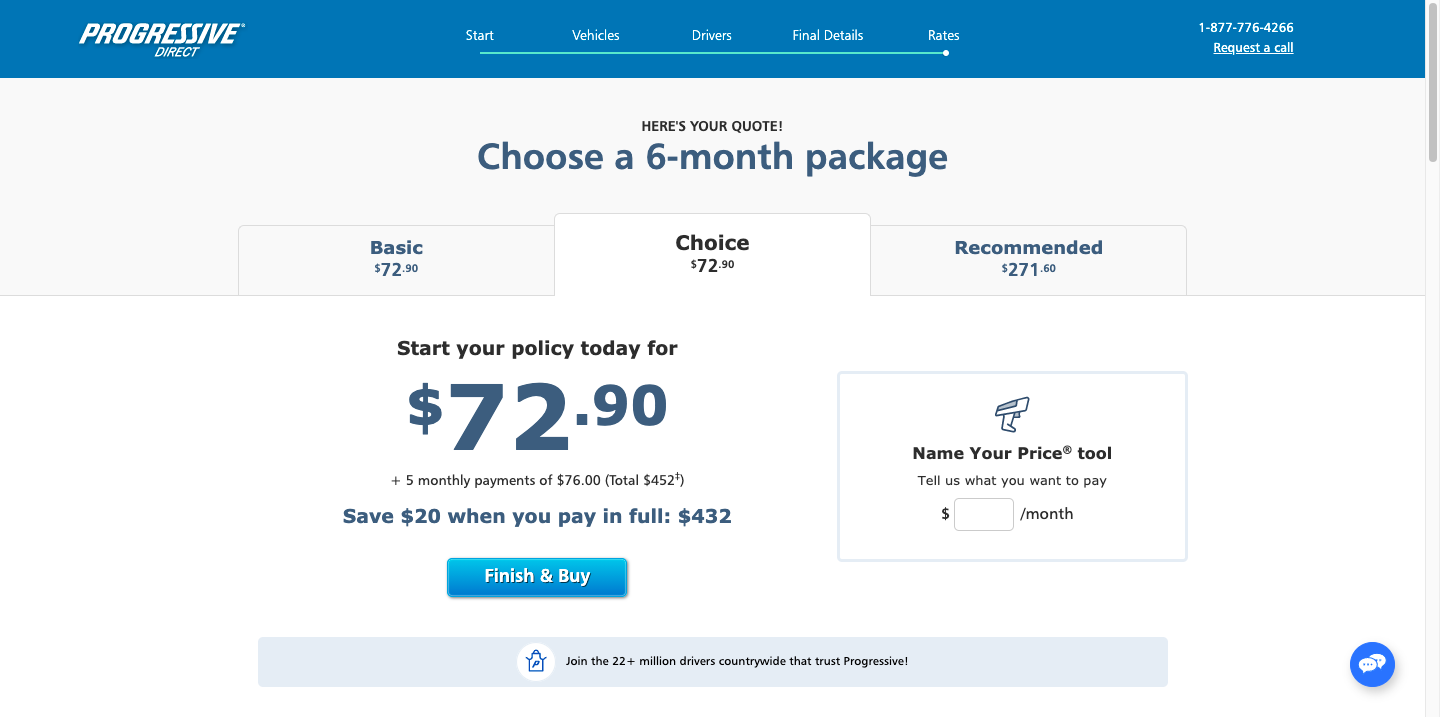 PROGRESSIVE®
DIRECT
Start Vehicles Drivers Final Details Rates
1-877-776-4266
Request a call
HERE'S YOUR QUOTE!
Choose a 6-month package
Basic
$72.90
Choice
$72.90
Recommended
$271.60
Start your policy today for
$72.90
+ 5 monthly payments of $76.00 (Total $452‡)
Save $20 when you pay in full: $432
Finish & Buy
Name Your Price® tool
Tell us what you want to pay
$ /month
Join the 22+ million drivers countrywide that trust Progressive!